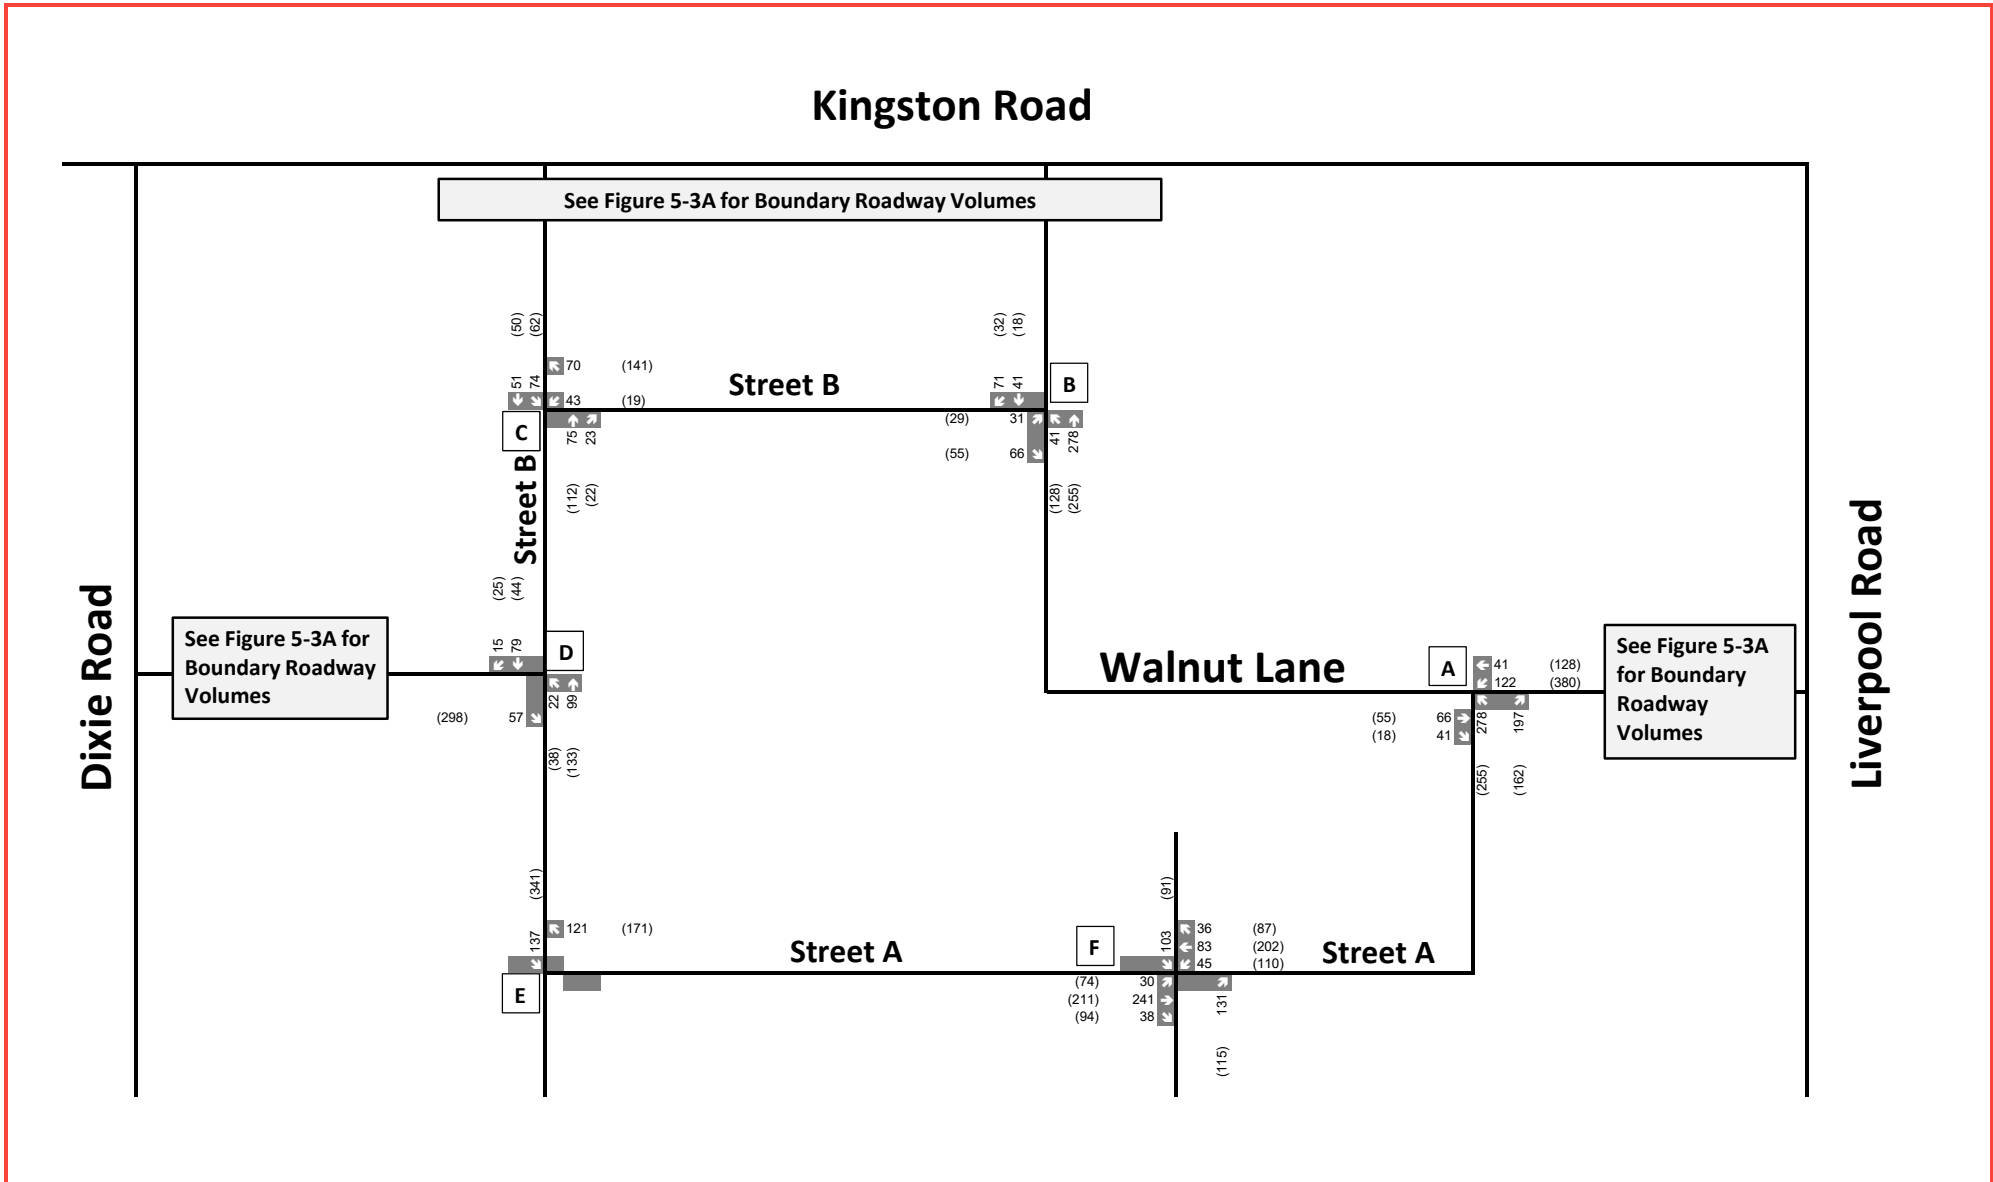 Kingston Road
See Figure 5-3A for Boundary Roadway Volumes
(50) (62) (32) (18)
70 (141)
51 74 Street B 71 41 B
43 (19)
C 75 23 (29) 31 41 278
(55) 66
(112) (22) (128) (255)
Street B
Dixie Road
Liverpool Road
(25) (44)
See Figure 5-3A for
Boundary Roadway
Volumes
15 79 D
22 99
(298) 57
(38) (133)
Walnut Lane
A 41 (128)
122 (380)
(55) 66 278 197
(18) 41
(255) (162)
See Figure 5-3A
for Boundary
Roadway
Volumes
(341) (91)
137 121 (171)
E
Street A
F 103 36 (87)
83 (202)
45 (110)
Street A
(74) 30
(211) 241 131
(94) 38
(115)